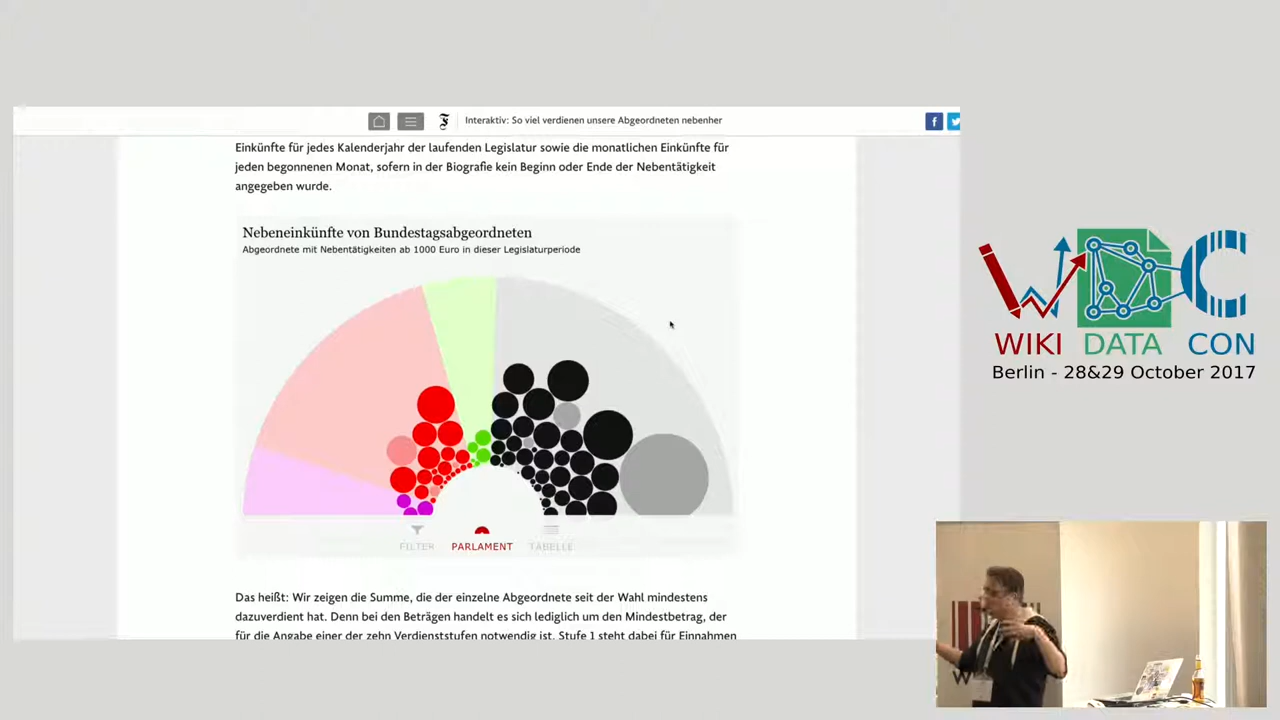 Interaktiv: So viel verdienen unsere Abgeordneten nebenher
f
Einkünfte für jedes Kalenderjahr der laufenden Legislatur sowie die monatlichen Einkünfte für
jeden begonnenen Monat, sofern in der Biografie kein Beginn oder Ende der Nebentätigkeit
angegeben wurde.
Nebeneinkünfte von Bundestagsabgeordneten
Abgeordnete mit Nebentätigkeiten ab 1000 Euro in dieser Legislaturperiode
FILTER PARLAMENT TABELLE
Das heißt: Wir zeigen die Summe, die der einzelne Abgeordnete seit der Wahl mindestens
dazuverdient hat. Denn bei den Beträgen handelt es sich lediglich um den Mindestbetrag, der
für die Angabe einer der zehn Verdienststufen notwendig ist. Stufe 1 steht dabei für Einnahmen
WDC
WIKI DATA CON
Berlin - 28&29 October 2017